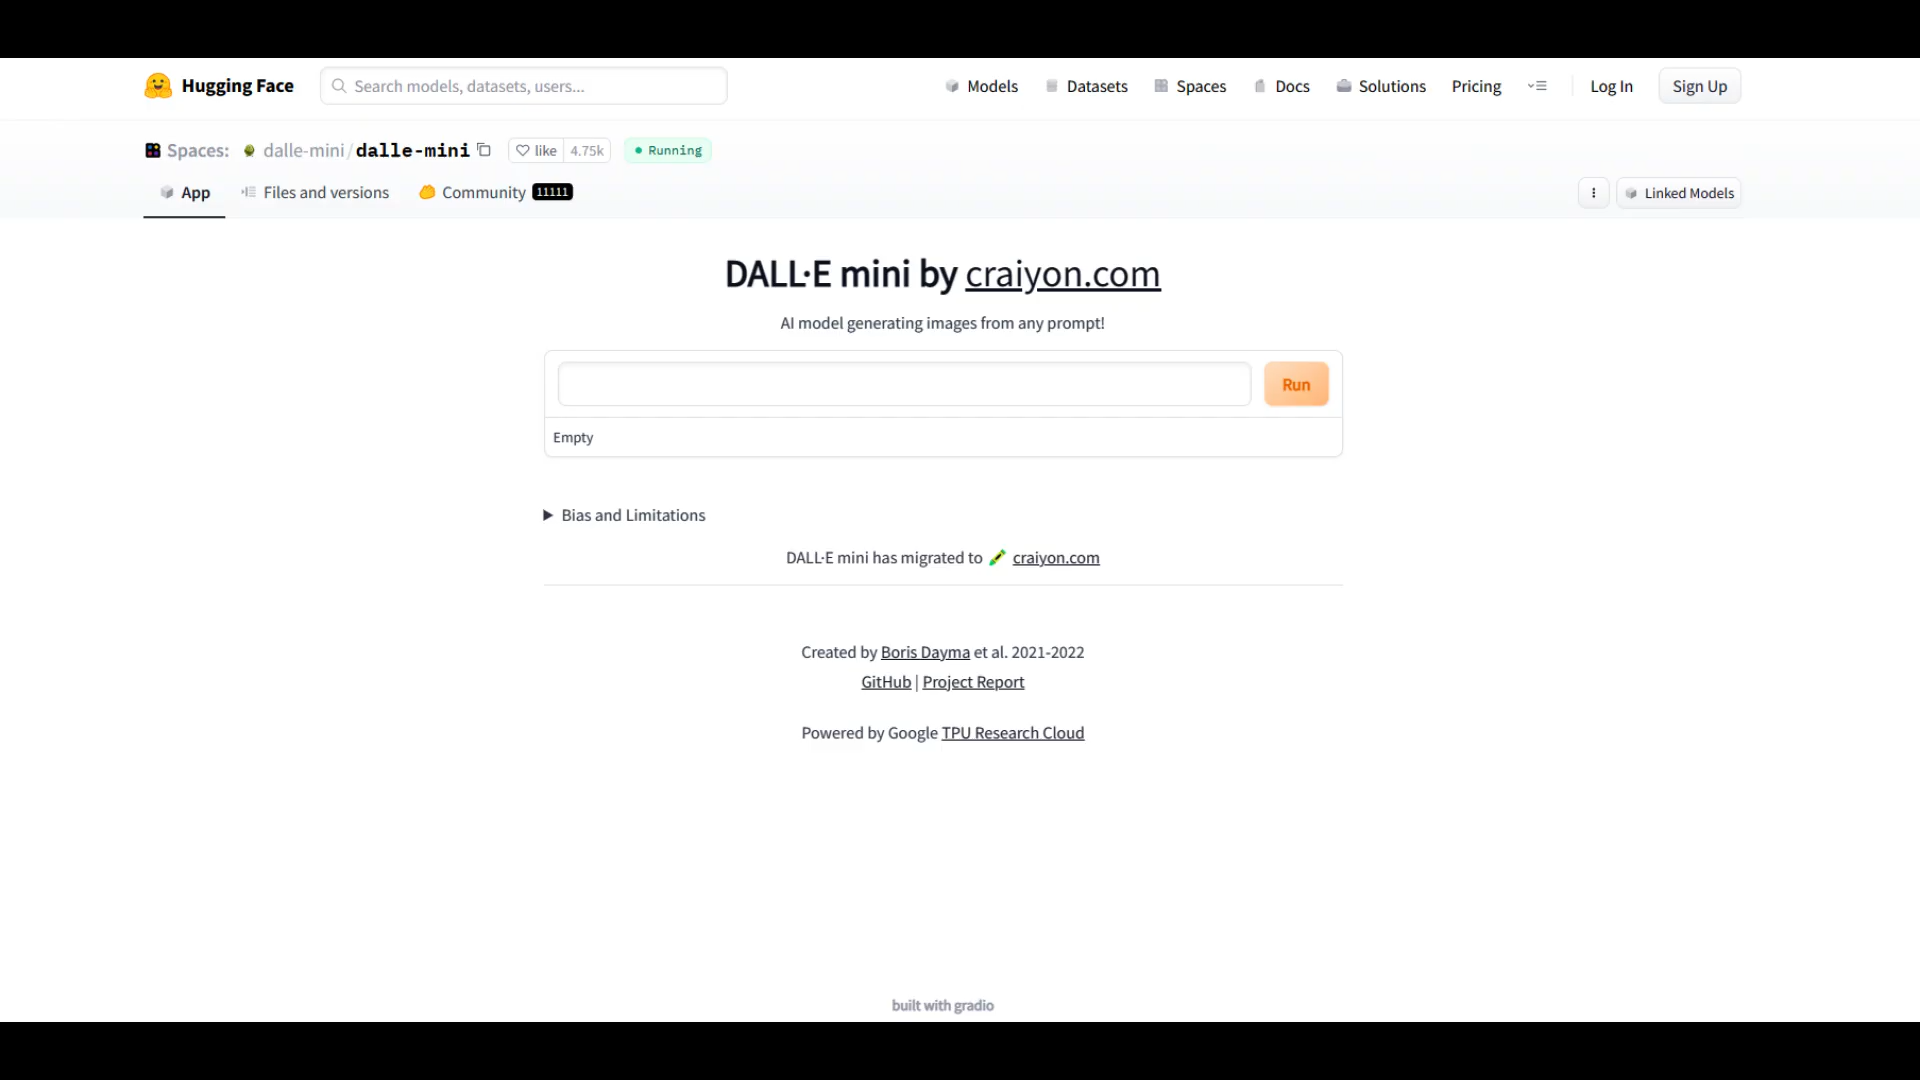 Hugging Face
Search models, datasets, users...
Models
Datasets
Spaces
Docs
Solutions
Pricing
Log In
Sign Up
Spaces: dalle-mini/dalle-mini
like 4.75k
Running
App
Files and versions
Community 11111
Linked Models
DALL·E mini by craiyon.com
AI model generating images from any prompt!
Run
Empty
Bias and Limitations
DALL·E mini has migrated to craiyon.com
Created by Boris Dayma et al. 2021-2022
GitHub | Project Report
Powered by Google TPU Research Cloud
built with gradio